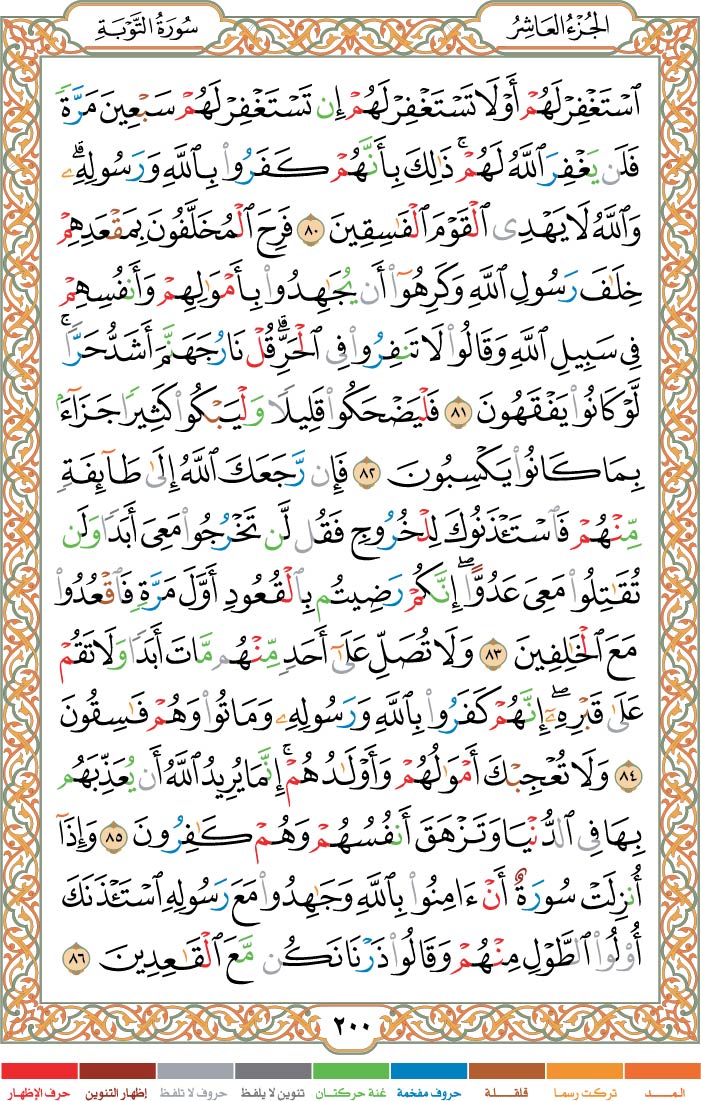 الجُزْءُ العَاشِرُ
سُورَةُ التَّوْبَةِ
ٱسْتَغْفِرْ لَهُمْ أَوْ لَا تَسْتَغْفِرْ لَهُمْ إِن تَسْتَغْفِرْ لَهُمْ سَبْعِينَ مَرَّةً
فَلَن يَغْفِرَ ٱللَّهُ لَهُمْ ۚ ذَٰلِكَ بِأَنَّهُمْ كَفَرُوا۟ بِٱللَّهِ وَرَسُولِهِۦ ۗ
وَٱللَّهُ لَا يَهْدِى ٱلْقَوْمَ ٱلْفَـٰسِقِينَ ٨٠ فَرِحَ ٱلْمُخَلَّفُونَ بِمَقْعَدِهِمْ
خِلَـٰفَ رَسُولِ ٱللَّهِ وَكَرِهُوٓا۟ أَن يُجَـٰهِدُوا۟ بِأَمْوَٰلِهِمْ وَأَنفُسِهِمْ
فِى سَبِيلِ ٱللَّهِ وَقَالُوا۟ لَا تَنفِرُوا۟ فِى ٱلْحَرِّ ۗ قُلْ نَارُ جَهَنَّمَ أَشَدُّ حَرًّا ۚ
لَّوْ كَانُوا۟ يَفْقَهُونَ ٨١ فَلْيَضْحَكُوا۟ قَلِيلًا وَلْيَبْكُوا۟ كَثِيرًا جَزَآءًۢ
بِمَا كَانُوا۟ يَكْسِبُونَ ٨٢ فَإِن رَّجَعَكَ ٱللَّهُ إِلَىٰ طَآئِفَةٍ
مِّنْهُمْ فَٱسْتَـْٔذَنُوكَ لِلْخُرُوجِ فَقُل لَّن تَخْرُجُوا۟ مَعِىَ أَبَدًا وَلَن
تُقَـٰتِلُوا۟ مَعِىَ عَدُوًّا ۖ إِنَّكُمْ رَضِيتُم بِٱلْقُعُودِ أَوَّلَ مَرَّةٍ فَٱقْعُدُوا۟
مَعَ ٱلْخَـٰلِفِينَ ٨٣ وَلَا تُصَلِّ عَلَىٰٓ أَحَدٍ مِّنْهُم مَّاتَ أَبَدًا وَلَا تَقُمْ
عَلَىٰ قَبْرِهِۦٓ ۖ إِنَّهُمْ كَفَرُوا۟ بِٱللَّهِ وَرَسُولِهِۦ وَمَاتُوا۟ وَهُمْ فَـٰسِقُونَ
٨٤ وَلَا تُعْجِبْكَ أَمْوَٰلُهُمْ وَأَوْلَـٰدُهُمْ ۚ إِنَّمَا يُرِيدُ ٱللَّهُ أَن يُعَذِّبَهُم
بِهَا فِى ٱلدُّنْيَا وَتَزْهَقَ أَنفُسُهُمْ وَهُمْ كَـٰفِرُونَ ٨٥ وَإِذَآ
أُنزِلَتْ سُورَةٌ أَنْ ءَامِنُوا۟ بِٱللَّهِ وَجَـٰهِدُوا۟ مَعَ رَسُولِهِ ٱسْتَـْٔذَنَكَ
أُو۟لُوا۟ ٱلطَّوْلِ مِنْهُمْ وَقَالُوا۟ ذَرْنَا نَكُن مَّعَ ٱلْقَـٰعِدِينَ ٨٦
٢٠٠
المـــد تركت رسما قلقـلـة حروف مفخمة غنة حركتان تنوين لا يلفظ حروف لا تلفظ إظهار التنوين حرف الإظهار